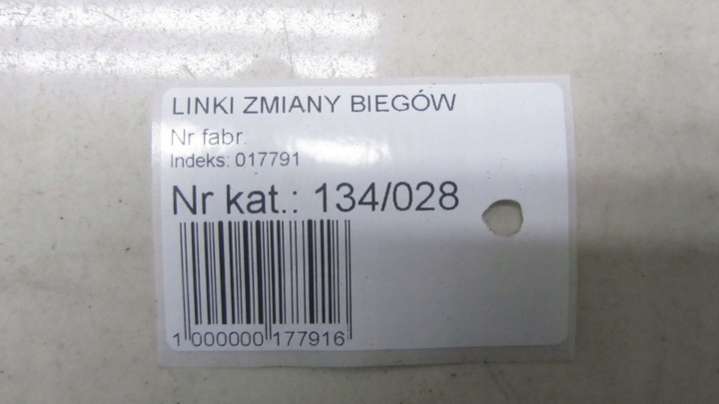 LINKI ZMIANY BIEGÓW
Nr fabr.
Indeks: 017791
Nr kat.: 134/028
1 000000 177916